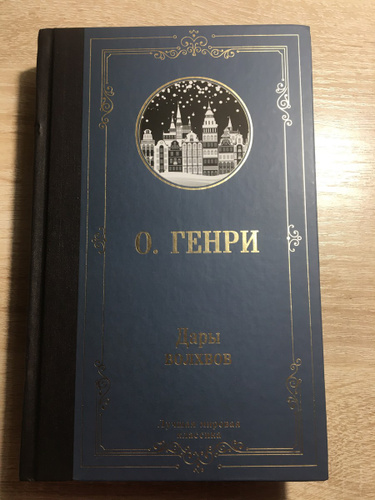 О. ГЕНРИ
Дары
волхвов
Лучшая мировая
классика